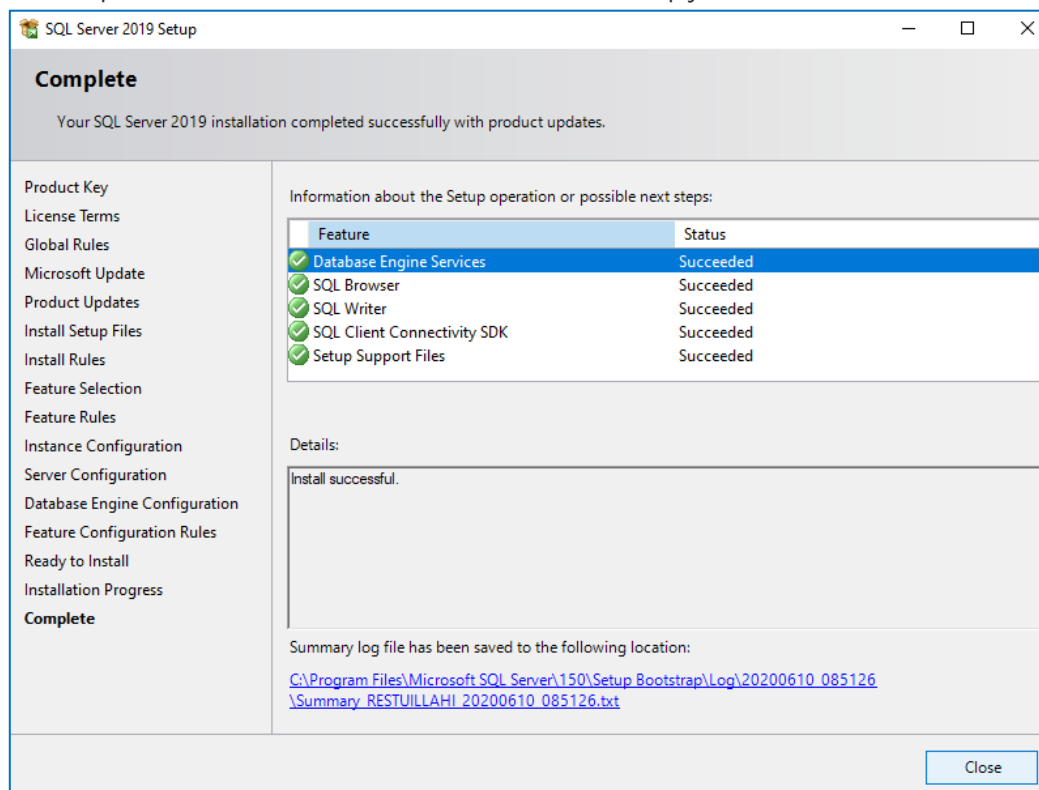 SQL Server 2019 Setup
Complete
Your SQL Server 2019 installation completed successfully with product updates.
Product Key
License Terms
Global Rules
Microsoft Update
Product Updates
Install Setup Files
Install Rules
Feature Selection
Feature Rules
Instance Configuration
Server Configuration
Database Engine Configuration
Feature Configuration Rules
Ready to Install
Installation Progress
Complete
Information about the Setup operation or possible next steps:
Feature Status
Database Engine Services Succeeded
SQL Browser Succeeded
SQL Writer Succeeded
SQL Client Connectivity SDK Succeeded
Setup Support Files Succeeded
Details:
Install successful.
Summary log file has been saved to the following location:
C:\Program Files\Microsoft SQL Server\150\Setup Bootstrap\Log\20200610_085126
\Summary_RESTUILLAHI_20200610_085126.txt
Close